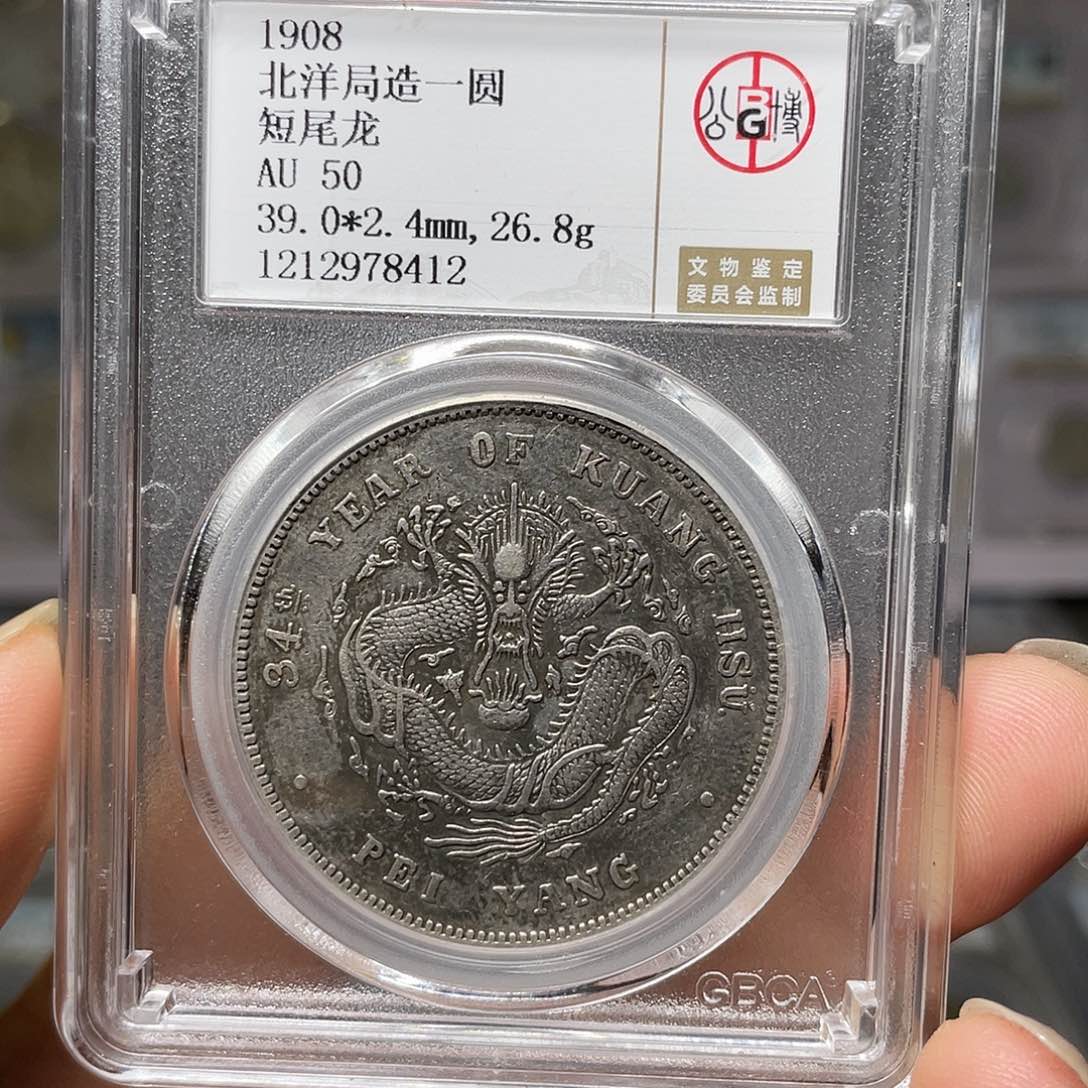 1908
北洋局造一圆
短尾龙
AU 50
39.0*2.4mm,26.8g
1212978412
公 B G 博
文物鉴定
委员会监制
34th YEAR OF KUANG HSÜ
PEI YANG
GBCA